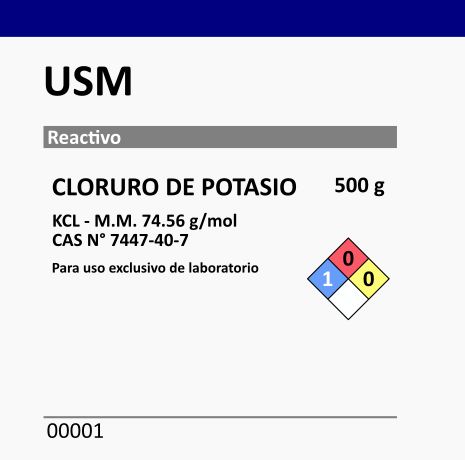 USM
Reactivo
CLORURO DE POTASIO 500 g
KCL - M.M. 74.56 g/mol
CAS N° 7447-40-7
Para uso exclusivo de laboratorio
0
1 0
00001